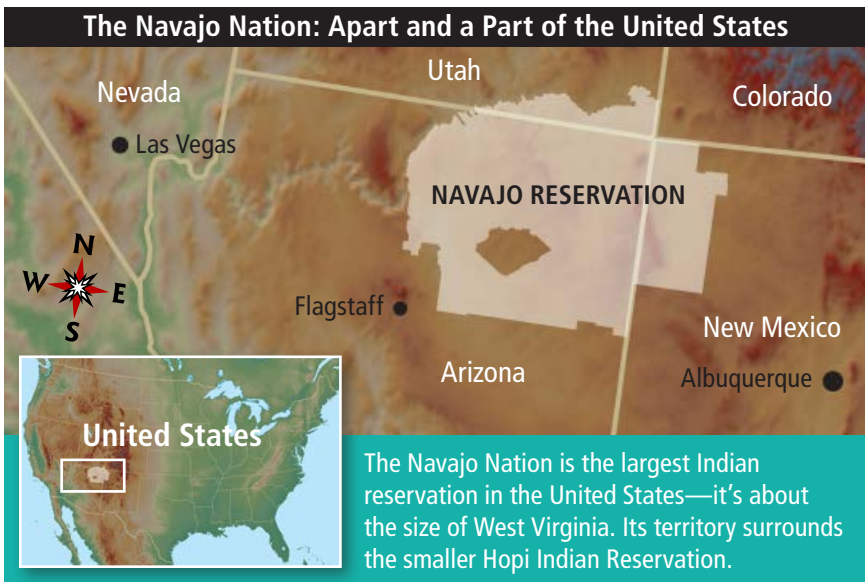 The Navajo Nation: Apart and a Part of the United States
Utah
Nevada
Colorado
Las Vegas
NAVAJO RESERVATION
N
W
E
S
Flagstaff
New Mexico
Arizona
Albuquerque
United States
The Navajo Nation is the largest Indian
reservation in the United States—it’s about
the size of West Virginia. Its territory surrounds
the smaller Hopi Indian Reservation.